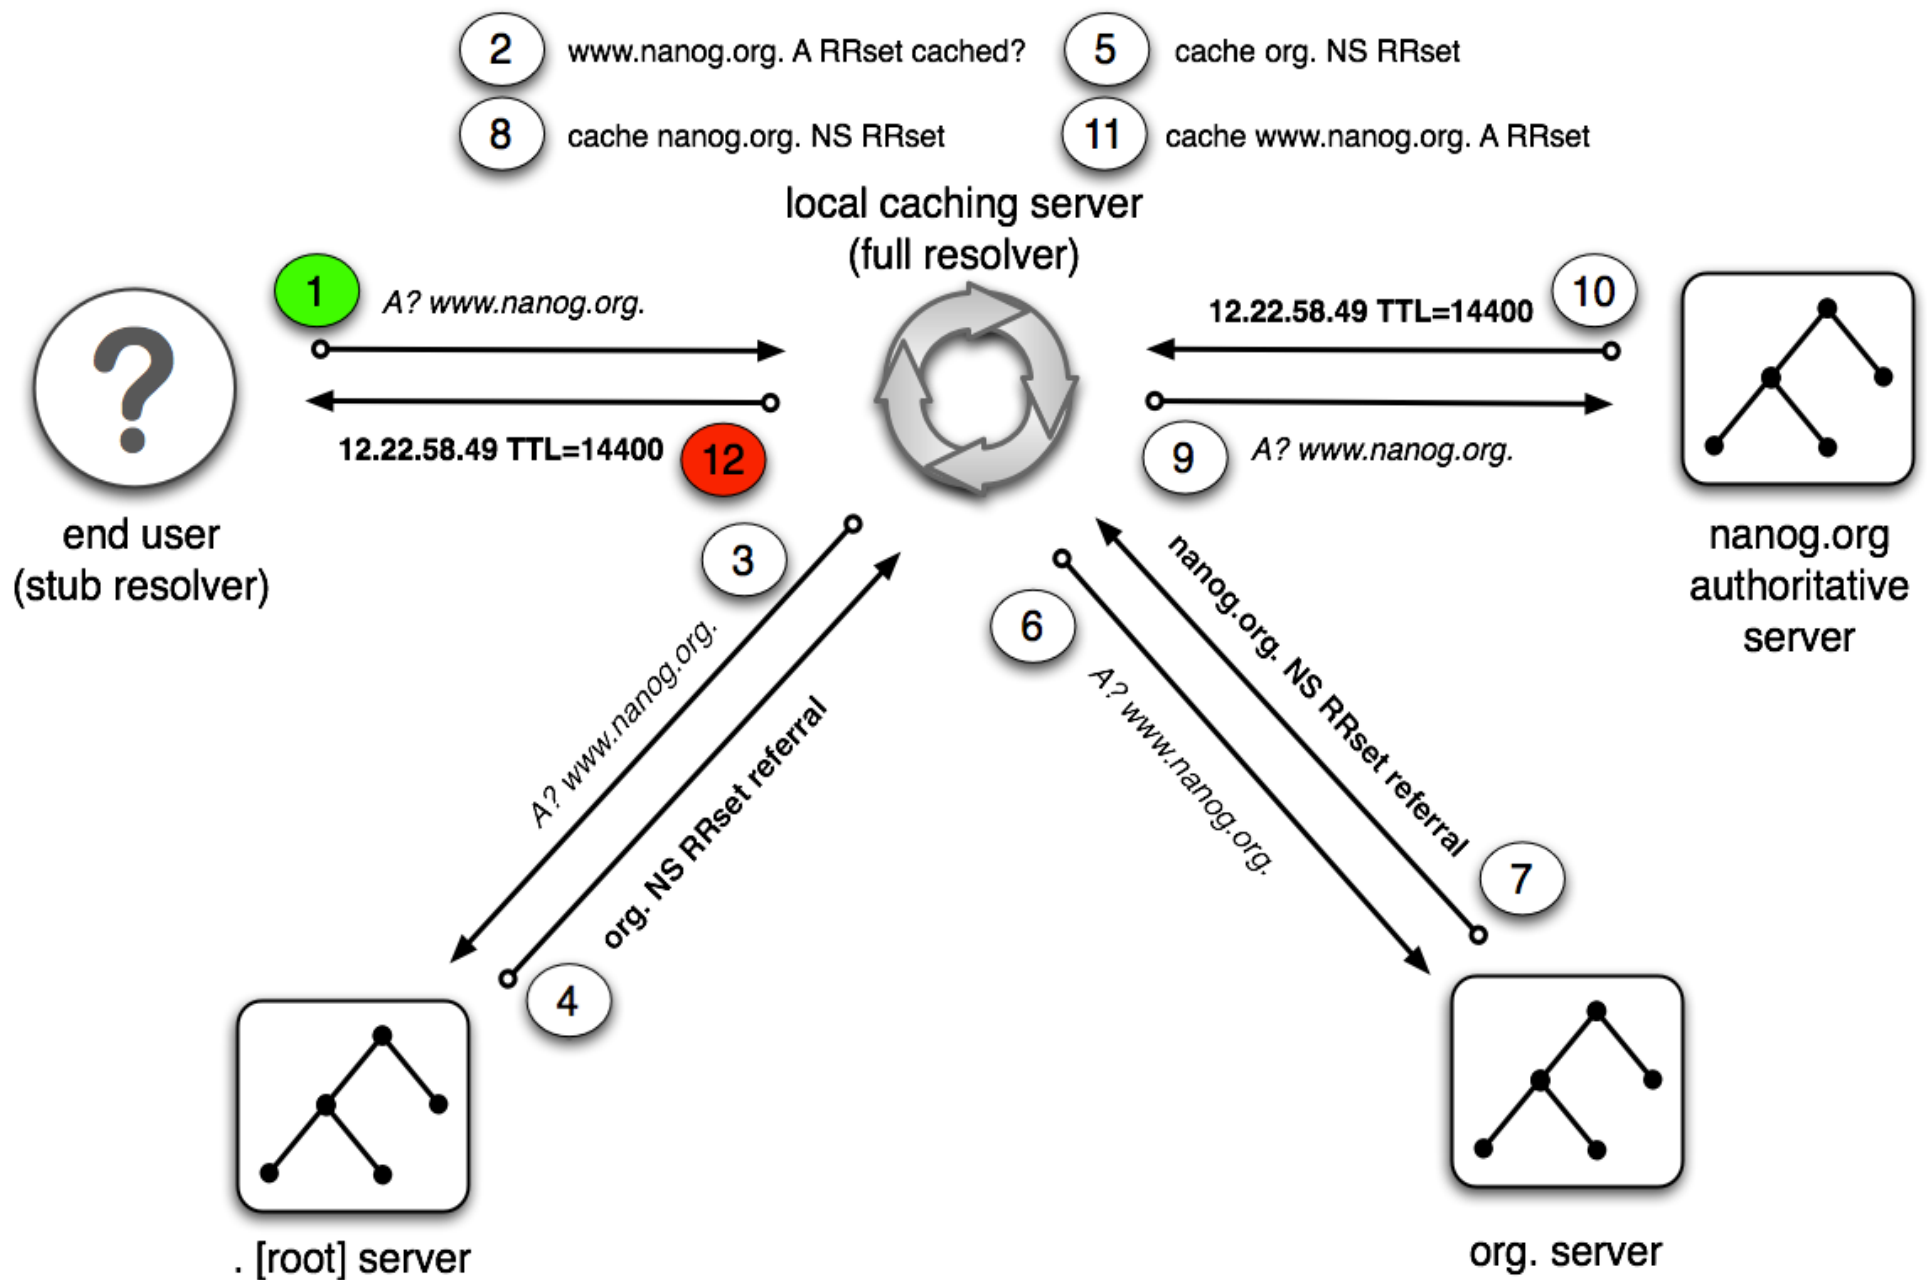 2 www.nanog.org. A RRset cached?
5 cache org. NS RRset
8 cache nanog.org. NS RRset
11 cache www.nanog.org. A RRset
local caching server
(full resolver)
1
A? www.nanog.org.
12.22.58.49 TTL=14400
12
end user
(stub resolver)
12.22.58.49 TTL=14400
10
9
A? www.nanog.org.
nanog.org
authoritative
server
3
A? www.nanog.org.
org. NS RRset referral
4
. [root] server
6
A? www.nanog.org.
nanog.org. NS RRset referral
7
org. server